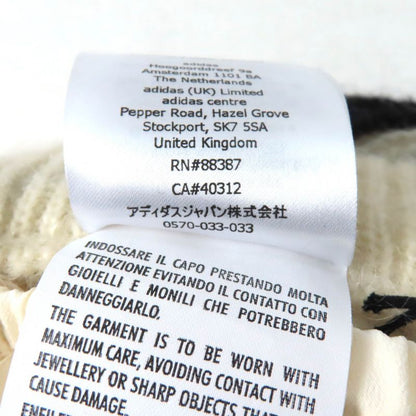 adidas
Hoogoorddreef 9a
Amsterdam 1101 BA
The Netherlands
adidas (UK) Limited
adidas centre
Pepper Road, Hazel Grove
Stockport, SK7 5SA
United Kingdom
RN#88387
CA#40312
アディダスジャパン株式会社
0570-033-033
INDOSSARE IL CAPO PRESTANDO MOLTA
ATTENZIONE EVITANDO IL CONTATTO CON
GIOIELLI E MONILI CHE POTREBBERO
DANNEGGIARLO.
THE GARMENT IS TO BE WORN WITH
MAXIMUM CARE, AVOIDING CONTACT WITH
JEWELLERY OR SHARP OBJECTS THAT
CAUSE DAMAGE.